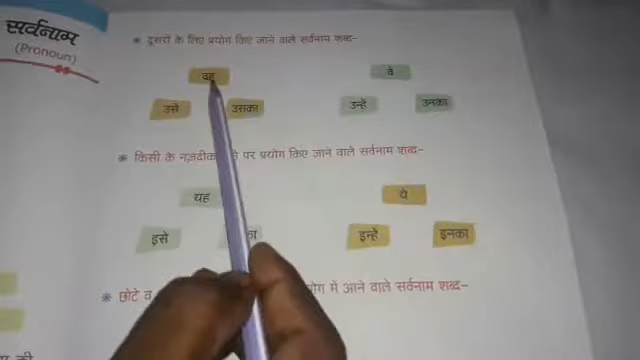 सर्वनाम
(Pronoun)
* दूसरों के लिए प्रयोग किए जाने वाले सर्वनाम शब्द–
वह वे
उसे उसका उन्हें उनका
* किसी के नज़दीक पर प्रयोग किए जाने वाले सर्वनाम शब्द–
यह ये
इसे इन्हें इनका
* छोटे व में आने वाले सर्वनाम शब्द–